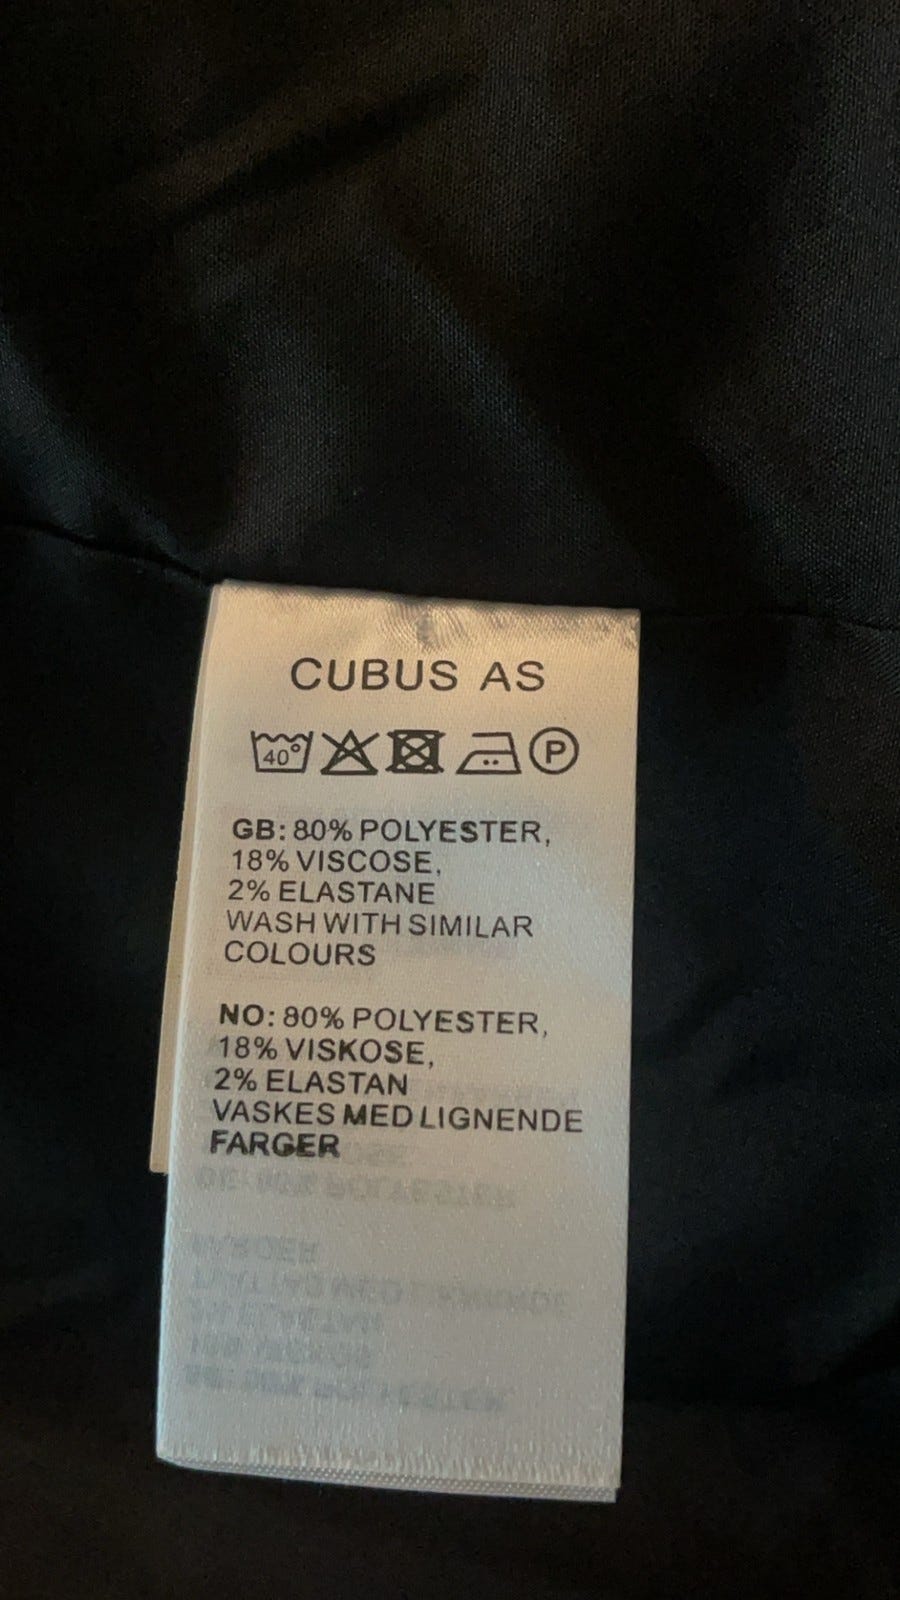 CUBUS AS
40° P
GB: 80% POLYESTER,
18% VISCOSE,
2% ELASTANE
WASH WITH SIMILAR
COLOURS
NO: 80% POLYESTER,
18% VISKOSE,
2% ELASTAN
VASKES MED LIGNENDE
FARGER